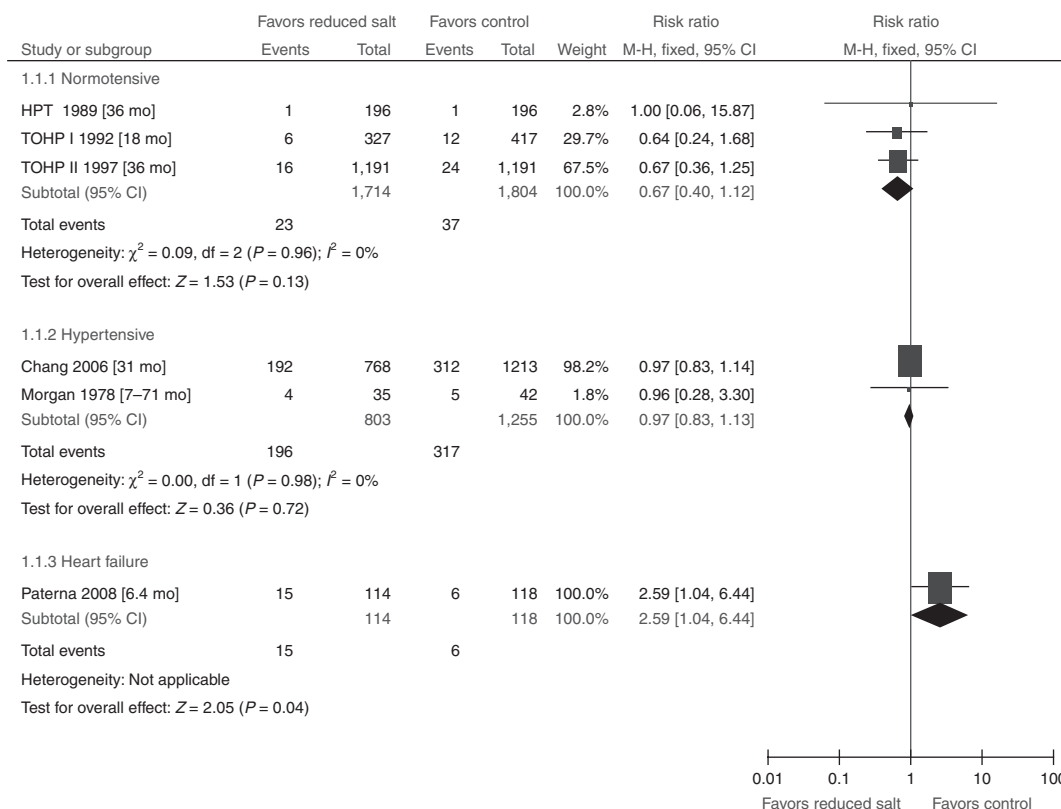 Favors reduced salt Favors control Risk ratio Risk ratio
Study or subgroup Events Total Events Total Weight M-H, fixed, 95% CI M-H, fixed, 95% CI
1.1.1 Normotensive
HPT 1989 [36 mo] 1 196 1 196 2.8% 1.00 [0.06, 15.87]
TOHP I 1992 [18 mo] 6 327 12 417 29.7% 0.64 [0.24, 1.68]
TOHP II 1997 [36 mo] 16 1,191 24 1,191 67.5% 0.67 [0.36, 1.25]
Subtotal (95% CI) 1,714 1,804 100.0% 0.67 [0.40, 1.12]
Total events 23 37
Heterogeneity: χ² = 0.09, df = 2 (P = 0.96); I² = 0%
Test for overall effect: Z = 1.53 (P = 0.13)
1.1.2 Hypertensive
Chang 2006 [31 mo] 192 768 312 1213 98.2% 0.97 [0.83, 1.14]
Morgan 1978 [7–71 mo] 4 35 5 42 1.8% 0.96 [0.28, 3.30]
Subtotal (95% CI) 803 1,255 100.0% 0.97 [0.83, 1.13]
Total events 196 317
Heterogeneity: χ² = 0.00, df = 1 (P = 0.98); I² = 0%
Test for overall effect: Z = 0.36 (P = 0.72)
1.1.3 Heart failure
Paterna 2008 [6.4 mo] 15 114 6 118 100.0% 2.59 [1.04, 6.44]
Subtotal (95% CI) 114 118 100.0% 2.59 [1.04, 6.44]
Total events 15 6
Heterogeneity: Not applicable
Test for overall effect: Z = 2.05 (P = 0.04)
0.01 0.1 1 10 100
Favors reduced salt Favors control